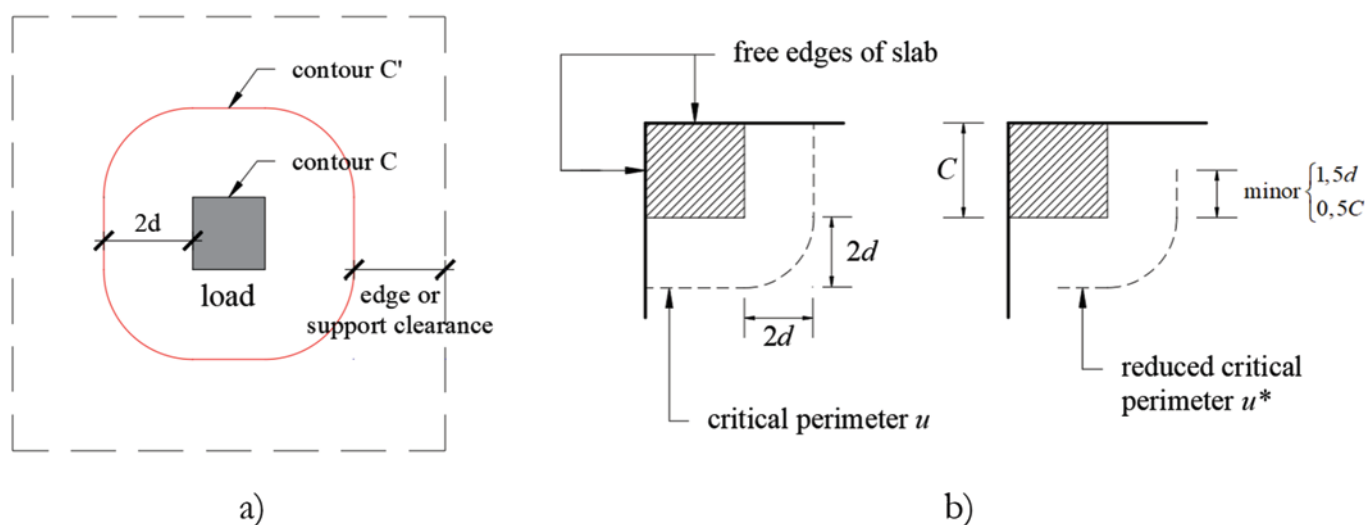 contour C'
contour C
2d
load
edge or
support clearance
a)
free edges of slab
C
2d
2d
critical perimeter u
minor { 1,5d
0,5C
reduced critical
perimeter u*
b)